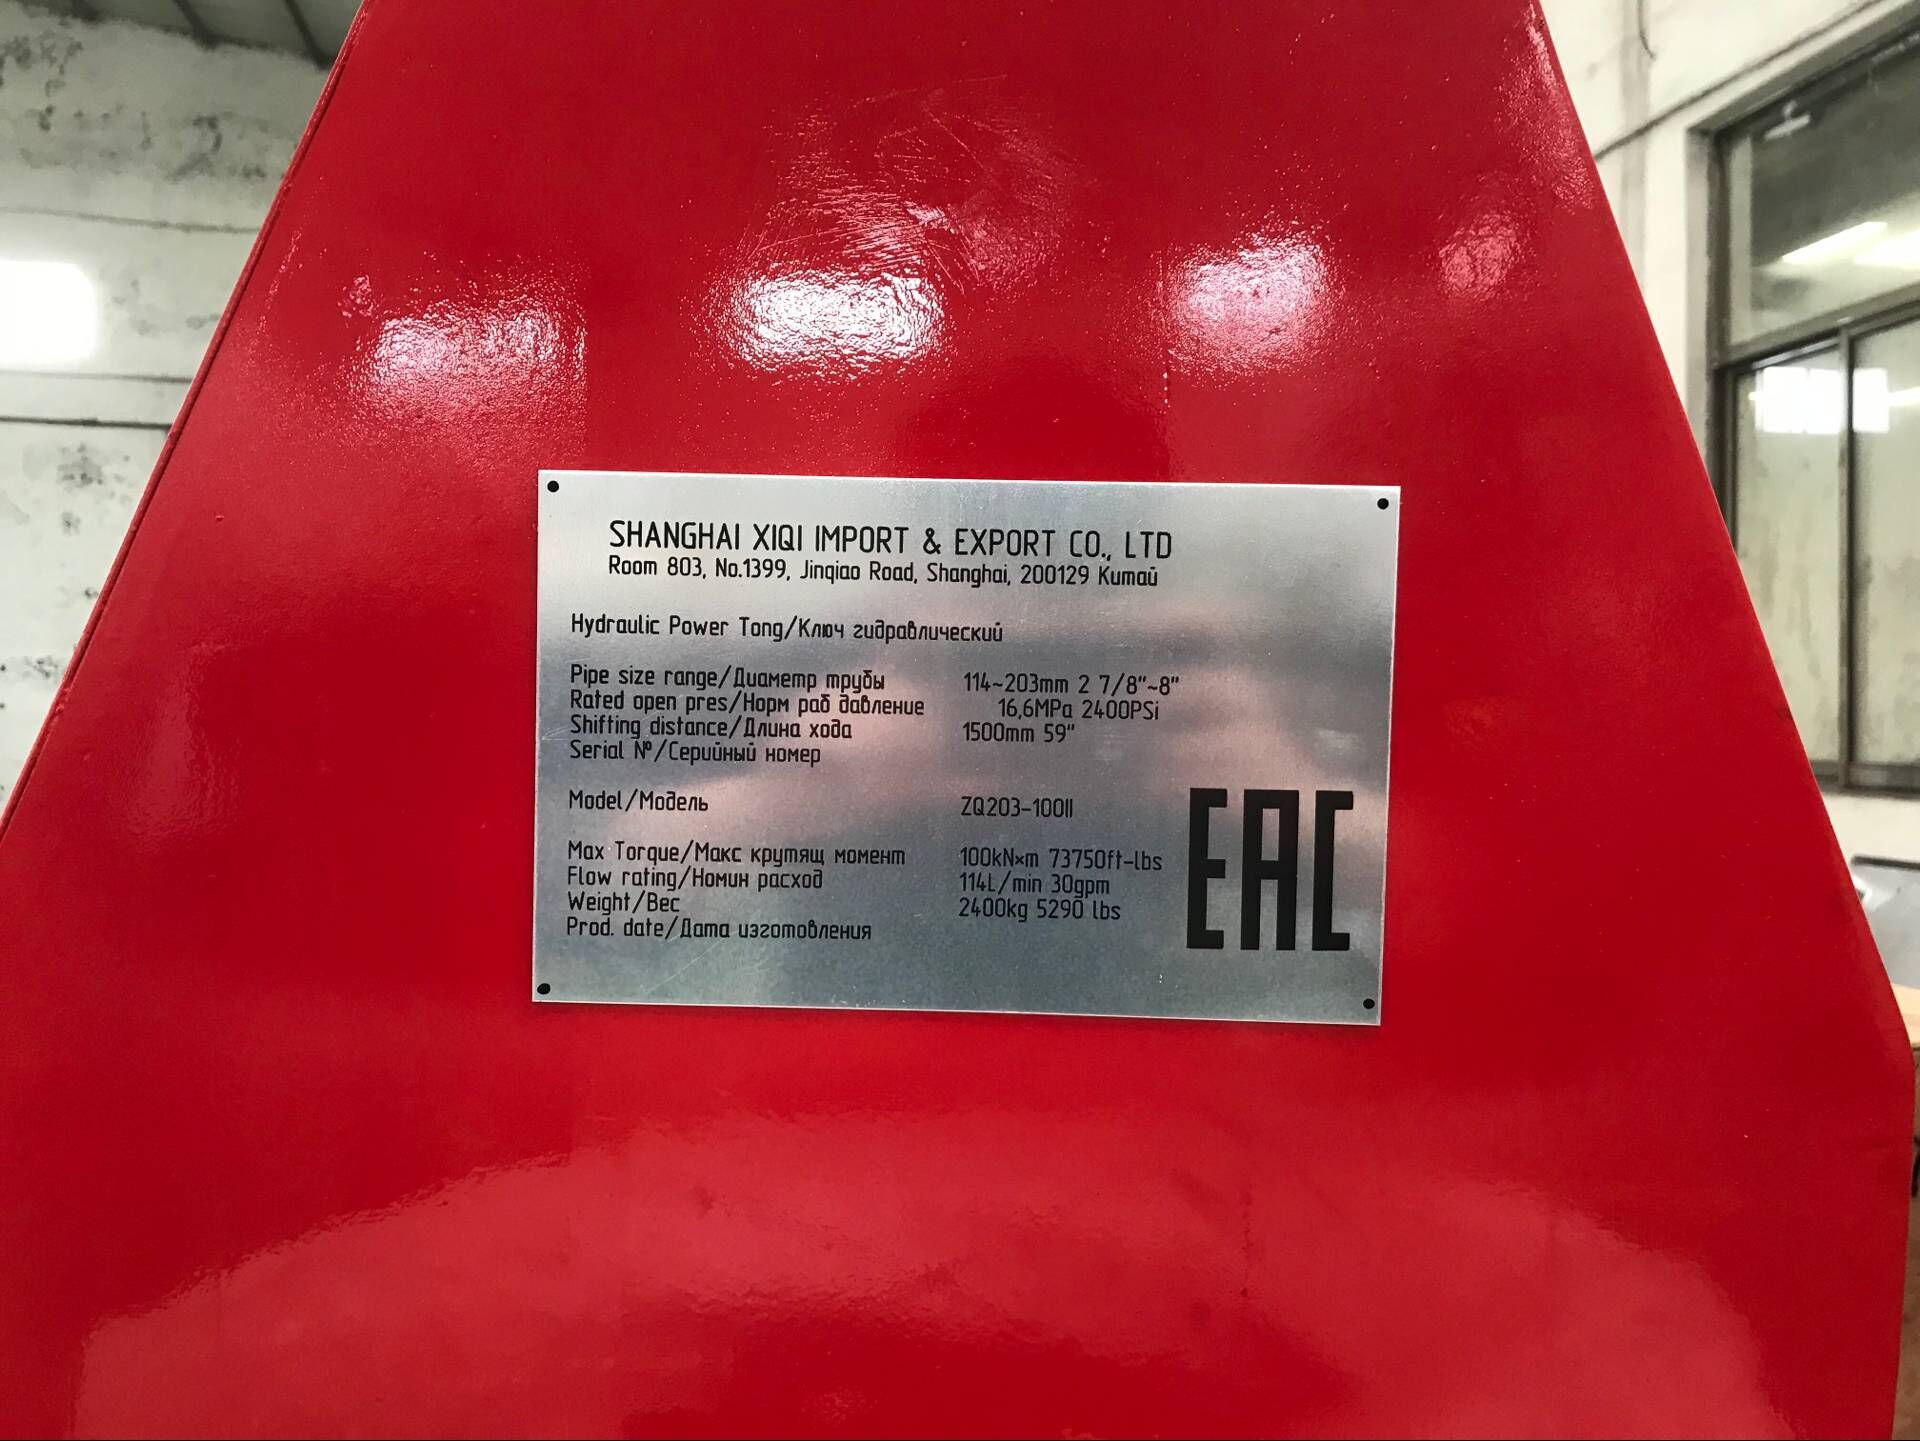 SHANGHAI XIQI IMPORT & EXPORT CO., LTD
Room 803, No.1399, Jinqiao Road, Shanghai, 200129 Китай
Hydraulic Power Tong/Ключ гидравлический
Pipe size range/Диаметр трубы 114~203mm 2 7/8"~8"
Rated open pres/Норм раб давление 16,6MPa 2400PSi
Shifting distance/Длина хода 1500mm 59"
Serial №/Серийный номер
Model/Модель ZQ203-100II
Max Torque/Макс крутящ момент 100kN×m 73750ft-lbs
Flow rating/Номин расход 114L/min 30gpm
Weight/Вес 2400kg 5290 lbs
Prod. date/Дата изготовления
EAC